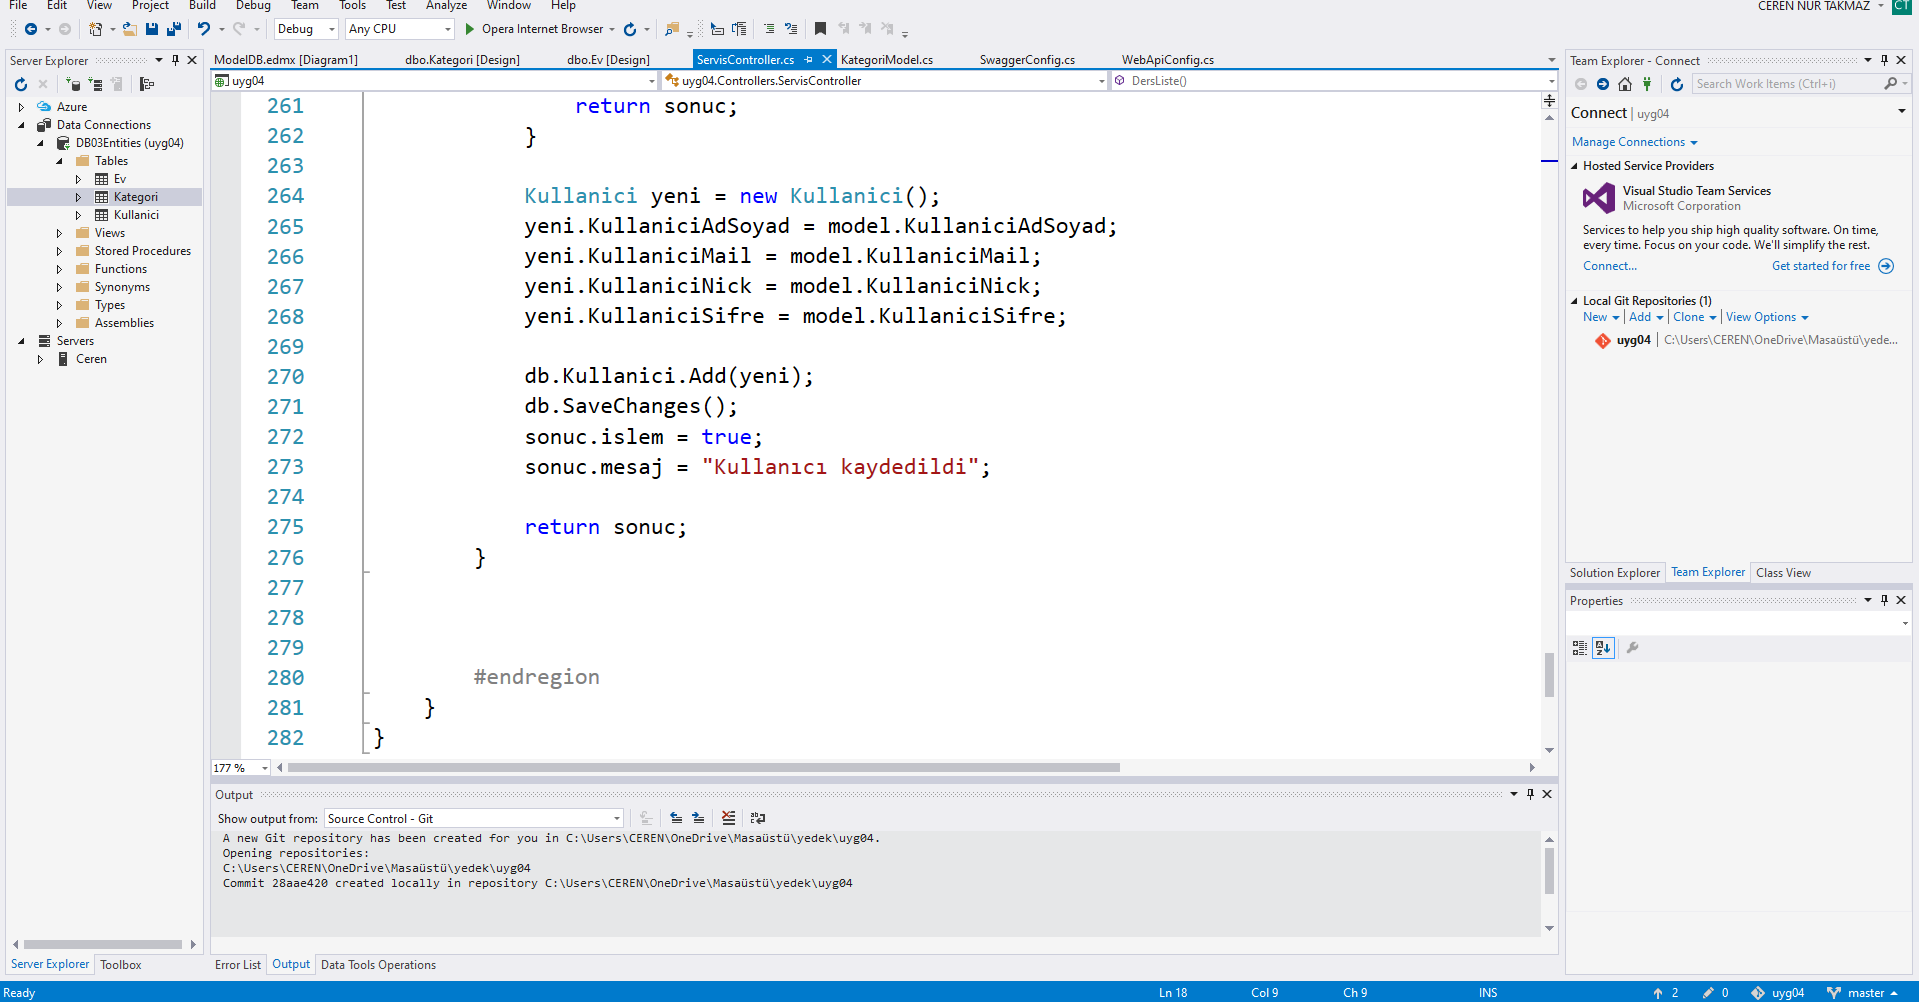 File Edit View Project Build Debug Team Tools Test Analyze Window Help CEREN NUR TAKMAZ CT
Debug Any CPU Opera Internet Browser
Server Explorer
Azure
Data Connections
DB03Entities (uyg04)
Tables
Ev
Kategori
Kullanici
Views
Stored Procedures
Functions
Synonyms
Types
Assemblies
Servers
Ceren
Server Explorer Toolbox
ModelDB.edmx [Diagram1] dbo.Kategori [Design] dbo.Ev [Design] ServisController.cs KategoriModel.cs SwaggerConfig.cs WebApiConfig.cs
uyg04 uyg04.Controllers.ServisController DersListe()
261 return sonuc;
262 }
263
264 Kullanici yeni = new Kullanici();
265 yeni.KullaniciAdSoyad = model.KullaniciAdSoyad;
266 yeni.KullaniciMail = model.KullaniciMail;
267 yeni.KullaniciNick = model.KullaniciNick;
268 yeni.KullaniciSifre = model.KullaniciSifre;
269
270 db.Kullanici.Add(yeni);
271 db.SaveChanges();
272 sonuc.islem = true;
273 sonuc.mesaj = "Kullanıcı kaydedildi";
274
275 return sonuc;
276 }
277
278
279
280 #endregion
281 }
282 }
177 %
Output
Show output from: Source Control - Git
A new Git repository has been created for you in C:\Users\CEREN\OneDrive\Masaüstü\yedek\uyg04.
Opening repositories:
C:\Users\CEREN\OneDrive\Masaüstü\yedek\uyg04
Commit 28aae420 created locally in repository C:\Users\CEREN\OneDrive\Masaüstü\yedek\uyg04
Error List Output Data Tools Operations
Team Explorer - Connect
Search Work Items (Ctrl+i)
Connect | uyg04
Manage Connections
Hosted Service Providers
Visual Studio Team Services
Microsoft Corporation
Services to help you ship high quality software. On time,
every time. Focus on your code. We'll simplify the rest.
Connect... Get started for free
Local Git Repositories (1)
New | Add | Clone | View Options
uyg04 | C:\Users\CEREN\OneDrive\Masaüstü\yede...
Solution Explorer Team Explorer Class View
Properties
Ready Ln 18 Col 9 Ch 9 INS 2 0 uyg04 master